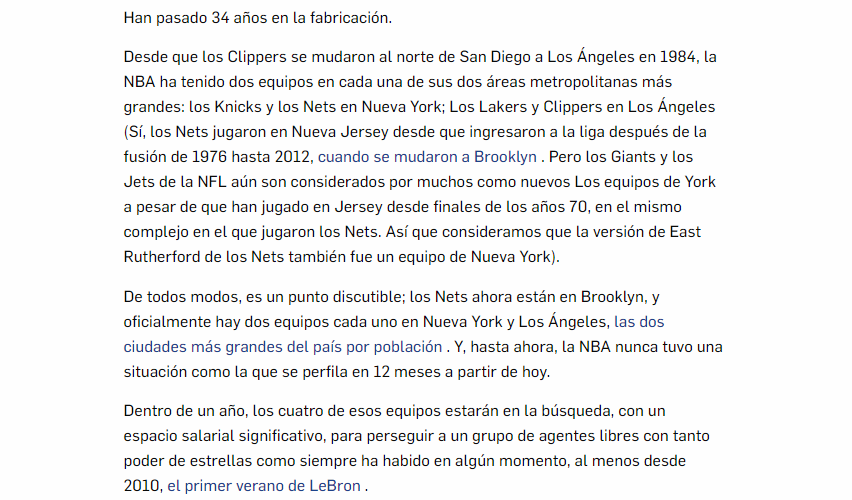 Han pasado 34 años en la fabricación.
Desde que los Clippers se mudaron al norte de San Diego a Los Ángeles en 1984, la
NBA ha tenido dos equipos en cada una de sus dos áreas metropolitanas más
grandes: los Knicks y los Nets en Nueva York; Los Lakers y Clippers en Los Ángeles
(Sí, los Nets jugaron en Nueva Jersey desde que ingresaron a la liga después de la
fusión de 1976 hasta 2012, cuando se mudaron a Brooklyn . Pero los Giants y los
Jets de la NFL aún son considerados por muchos como nuevos Los equipos de York
a pesar de que han jugado en Jersey desde finales de los años 70, en el mismo
complejo en el que jugaron los Nets. Así que consideramos que la versión de East
Rutherford de los Nets también fue un equipo de Nueva York).
De todos modos, es un punto discutible; los Nets ahora están en Brooklyn, y
oficialmente hay dos equipos cada uno en Nueva York y Los Ángeles, las dos
ciudades más grandes del país por población . Y, hasta ahora, la NBA nunca tuvo una
situación como la que se perfila en 12 meses a partir de hoy.
Dentro de un año, los cuatro de esos equipos estarán en la búsqueda, con un
espacio salarial significativo, para perseguir a un grupo de agentes libres con tanto
poder de estrellas como siempre ha habido en algún momento, al menos desde
2010, el primer verano de LeBron .